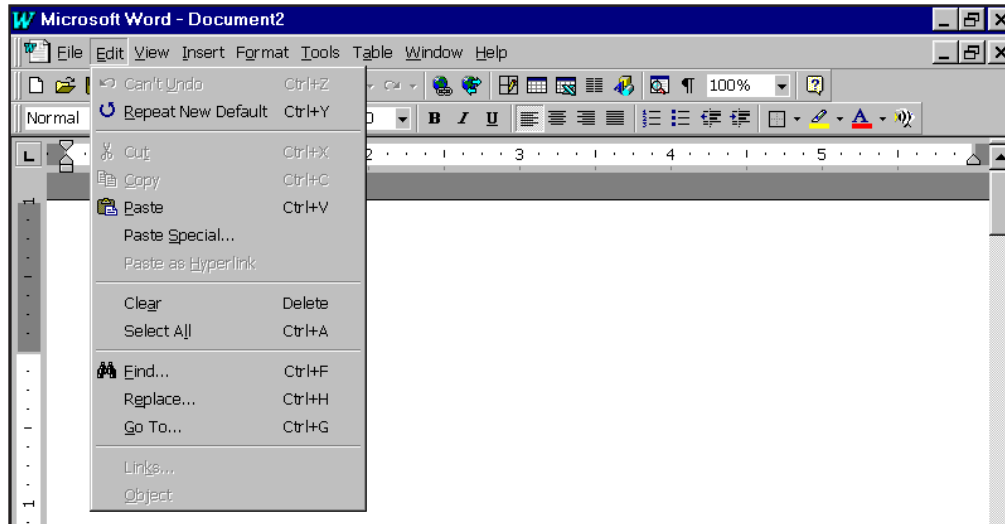 Microsoft Word - Document2
File Edit View Insert Format Tools Table Window Help
100%
Normal B I U A
Can't Undo Ctrl+Z
Repeat New Default Ctrl+Y
Cut Ctrl+X
Copy Ctrl+C
Paste Ctrl+V
Paste Special...
Paste as Hyperlink
Clear Delete
Select All Ctrl+A
Find... Ctrl+F
Replace... Ctrl+H
Go To... Ctrl+G
Links...
Object
2 3 4 5
1
1